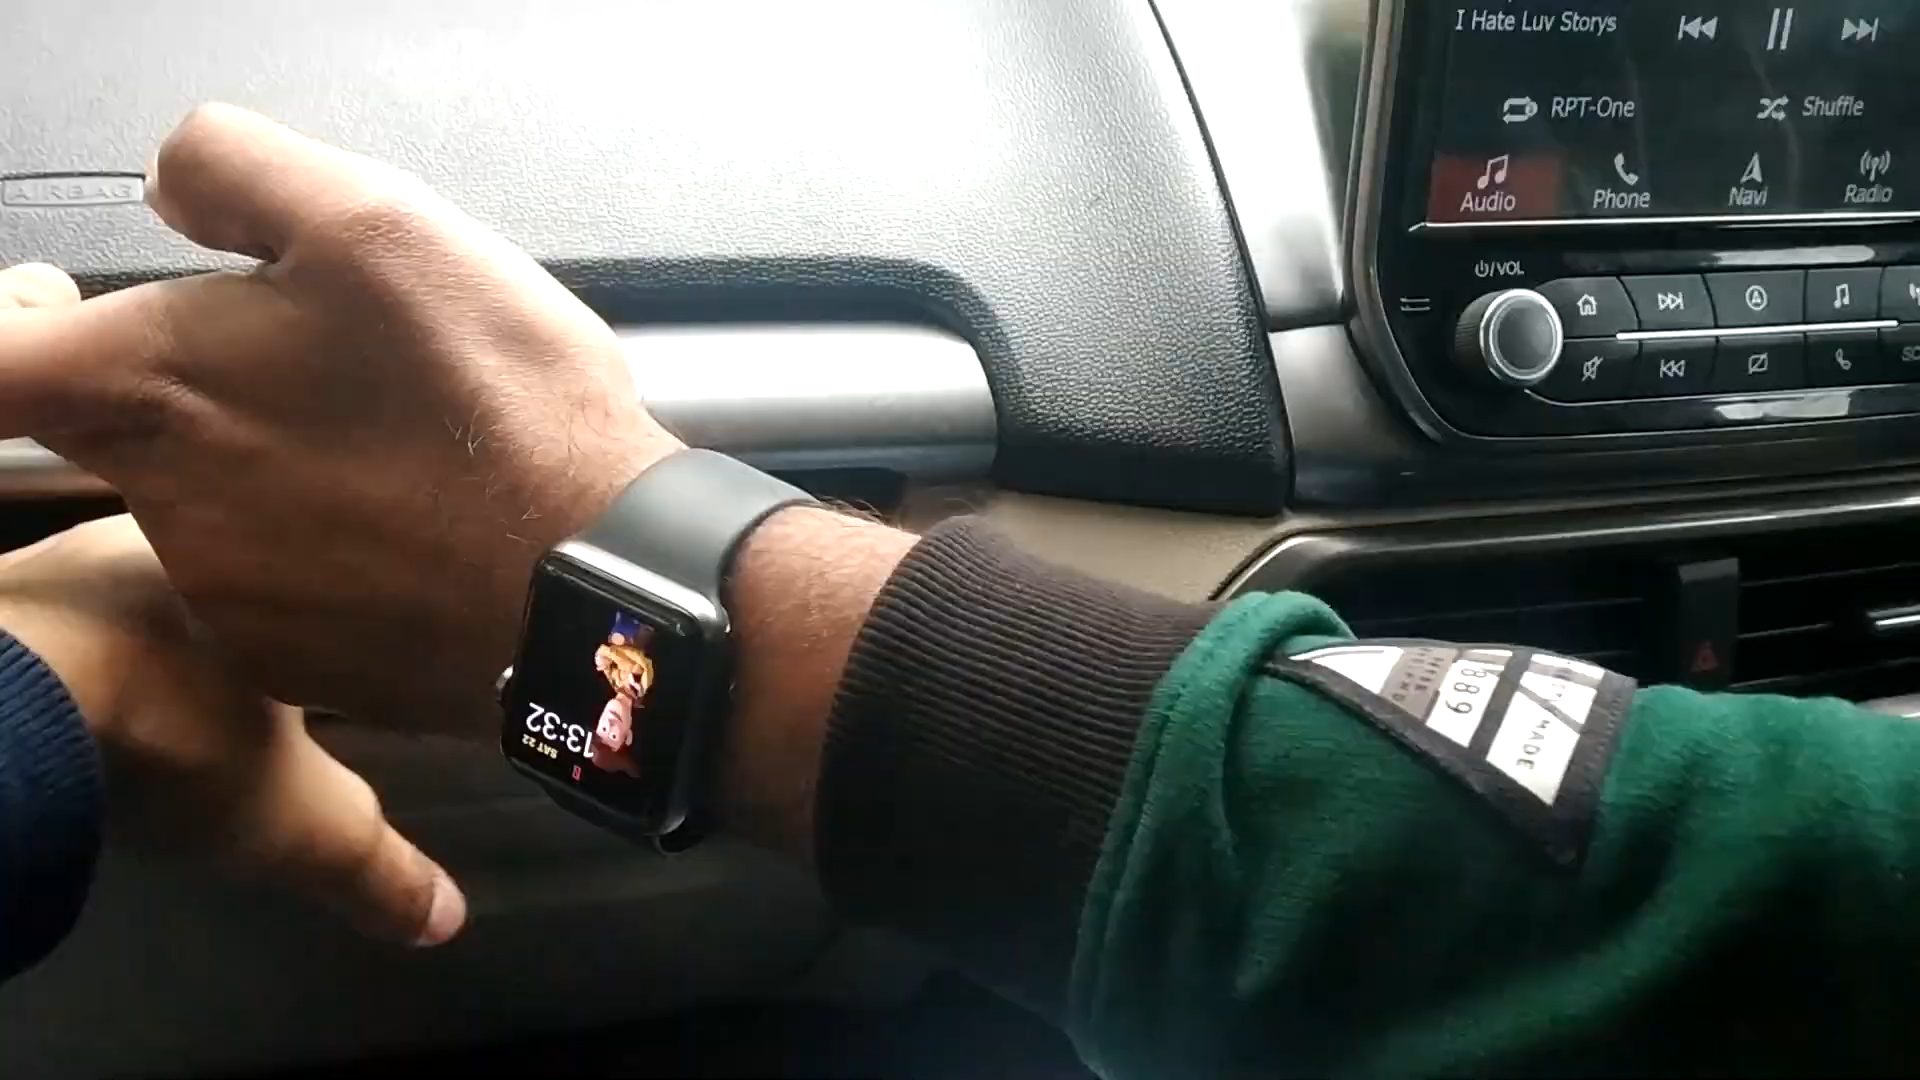 I Hate Luv Storys
RPT-One
Shuffle
Audio
Phone
Navi
Radio
AIRBAG
⏻/VOL
SAT 22
13:32
1889
MADE